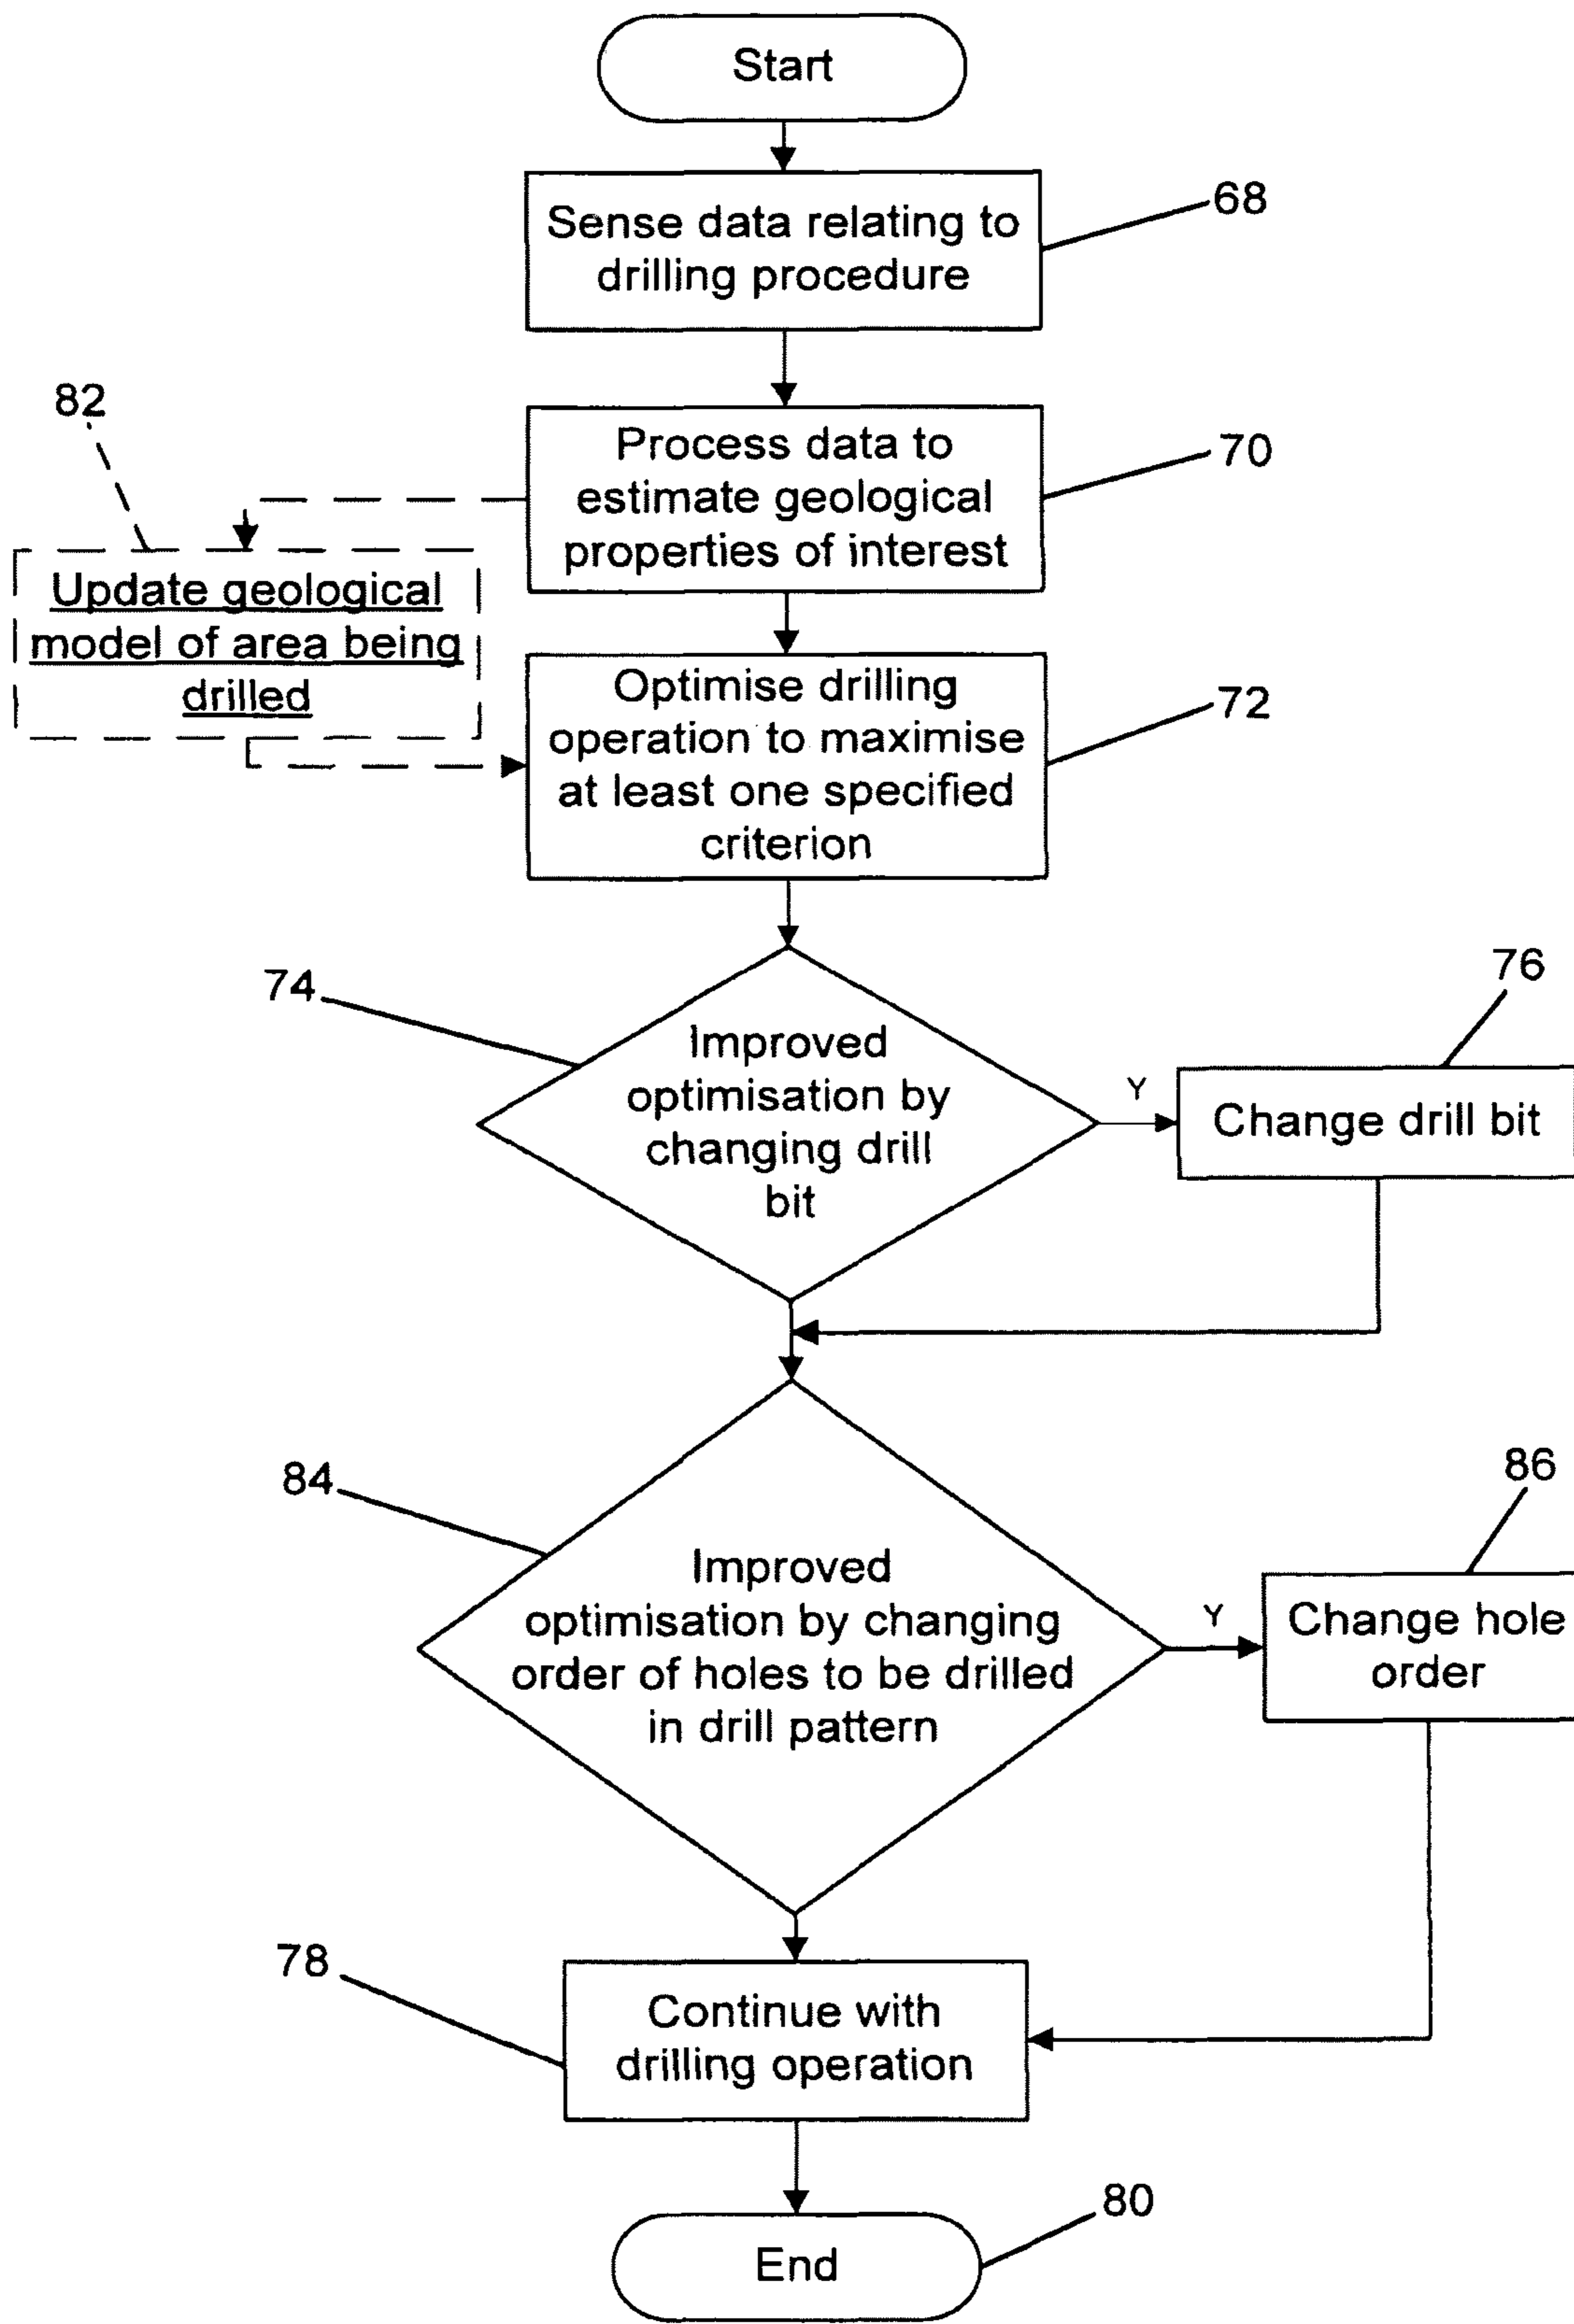 Start
Sense data relating to
drilling procedure
68
82
Process data to
estimate geological
properties of interest
70
Update geological
model of area being
drilled
Optimise drilling
operation to maximise
at least one specified
criterion
72
74
Improved
optimisation by
changing drill
bit
Y
76
Change drill bit
84
Improved
optimisation by changing
order of holes to be drilled
in drill pattern
Y
86
Change hole
order
78
Continue with
drilling operation
80
End